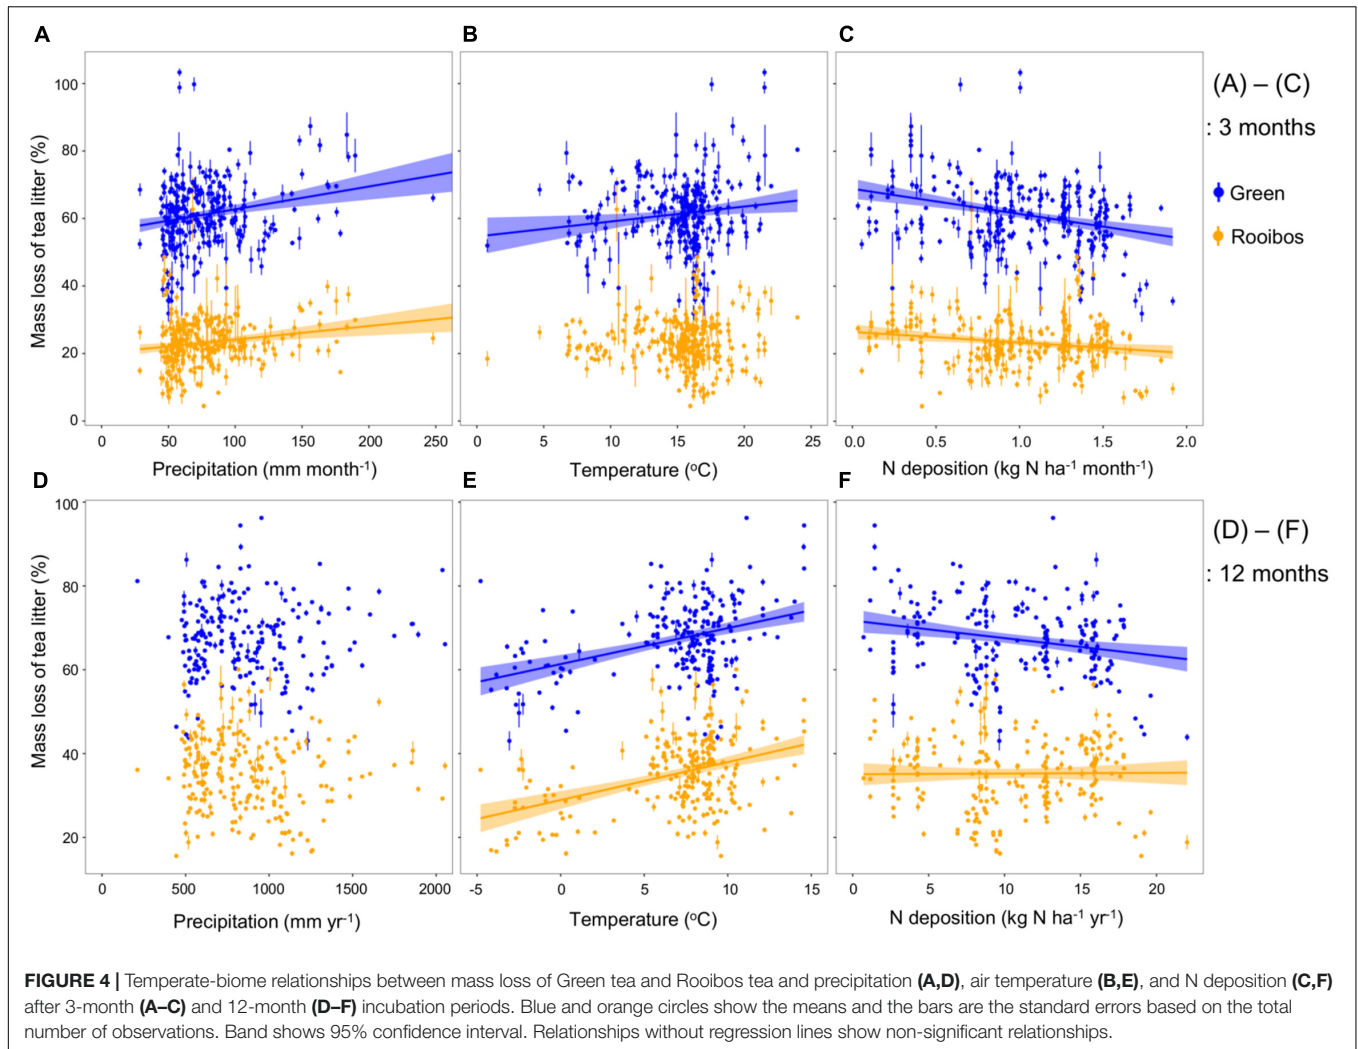 A
B
C
100
80
60
40
20
0
Mass loss of tea litter (%)
0 50 100 150 200 250
Precipitation (mm month⁻¹)
0 5 10 15 20 25
Temperature (°C)
0.0 0.5 1.0 1.5 2.0
N deposition (kg N ha⁻¹ month⁻¹)
(A) – (C)
: 3 months
Green
Rooibos
D
E
F
100
80
60
40
20
Mass loss of tea litter (%)
0 500 1000 1500 2000
Precipitation (mm yr⁻¹)
-5 0 5 10 15
Temperature (°C)
0 5 10 15 20
N deposition (kg N ha⁻¹ yr⁻¹)
(D) – (F)
: 12 months
FIGURE 4 | Temperate-biome relationships between mass loss of Green tea and Rooibos tea and precipitation (A,D), air temperature (B,E), and N deposition (C,F)
after 3-month (A–C) and 12-month (D–F) incubation periods. Blue and orange circles show the means and the bars are the standard errors based on the total
number of observations. Band shows 95% confidence interval. Relationships without regression lines show non-significant relationships.